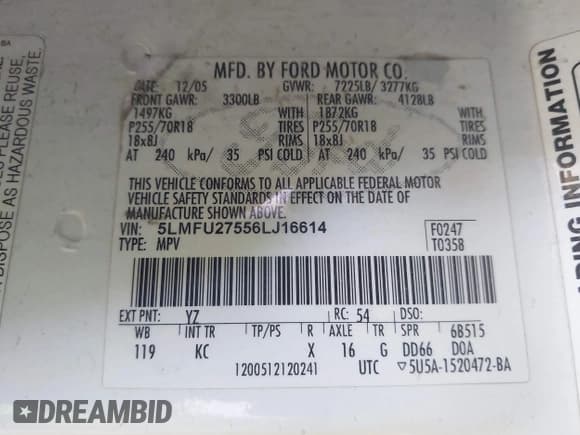 MFD. BY FORD MOTOR CO.
DATE: 12/05 GVWR: 7225LB/ 3277KG
FRONT GAWR: 3300LB REAR GAWR: 4128LB
1497KG WITH 1872KG WITH
P255/70R18 TIRES P255/70R18 TIRES
18x8J RIMS 18x8J RIMS
AT 240 kPa/ 35 PSI COLD AT 240 kPa/ 35 PSI COLD
THIS VEHICLE CONFORMS TO ALL APPLICABLE FEDERAL MOTOR
VEHICLE SAFETY STANDARDS IN EFFECT ON THE DATE OF
MANUFACTURE SHOWN ABOVE.
VIN: 5LMFU27556LJ16614 F0247
TYPE: MPV T0358
EXT PNT: YZ RC: 54 DSO:
WB INT TR TP/PS R AXLE TR SPR 6B515
119 KC X 16 G DD66 D0A
1200512120241 UTC ▽5U5A-1520472-BA
-BA
ES PLEASE REUSE,
DISPOSE AS HAZARDOUS WASTE.
ADING INFORMATION
DREAMBID